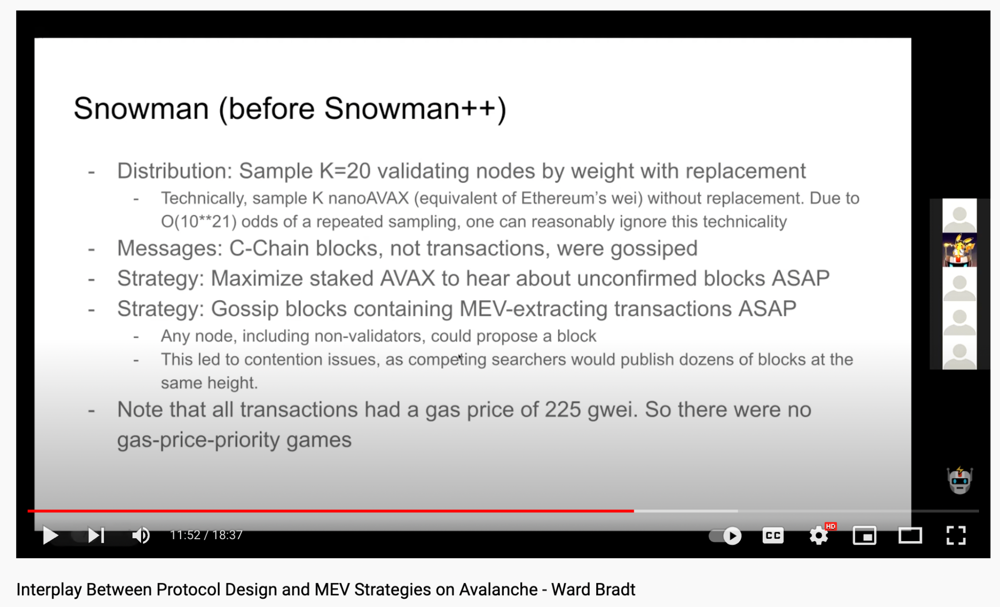 Snowman (before Snowman++)
- Distribution: Sample K=20 validating nodes by weight with replacement
- Technically, sample K nanoAVAX (equivalent of Ethereum’s wei) without replacement. Due to
O(10**21) odds of a repeated sampling, one can reasonably ignore this technicality
- Messages: C-Chain blocks, not transactions, were gossiped
- Strategy: Maximize staked AVAX to hear about unconfirmed blocks ASAP
- Strategy: Gossip blocks containing MEV-extracting transactions ASAP
- Any node, including non-validators, could propose a block
- This led to contention issues, as competing searchers would publish dozens of blocks at the
same height.
- Note that all transactions had a gas price of 225 gwei. So there were no
gas-price-priority games
11:52 / 18:37
CC
HD
Interplay Between Protocol Design and MEV Strategies on Avalanche - Ward Bradt